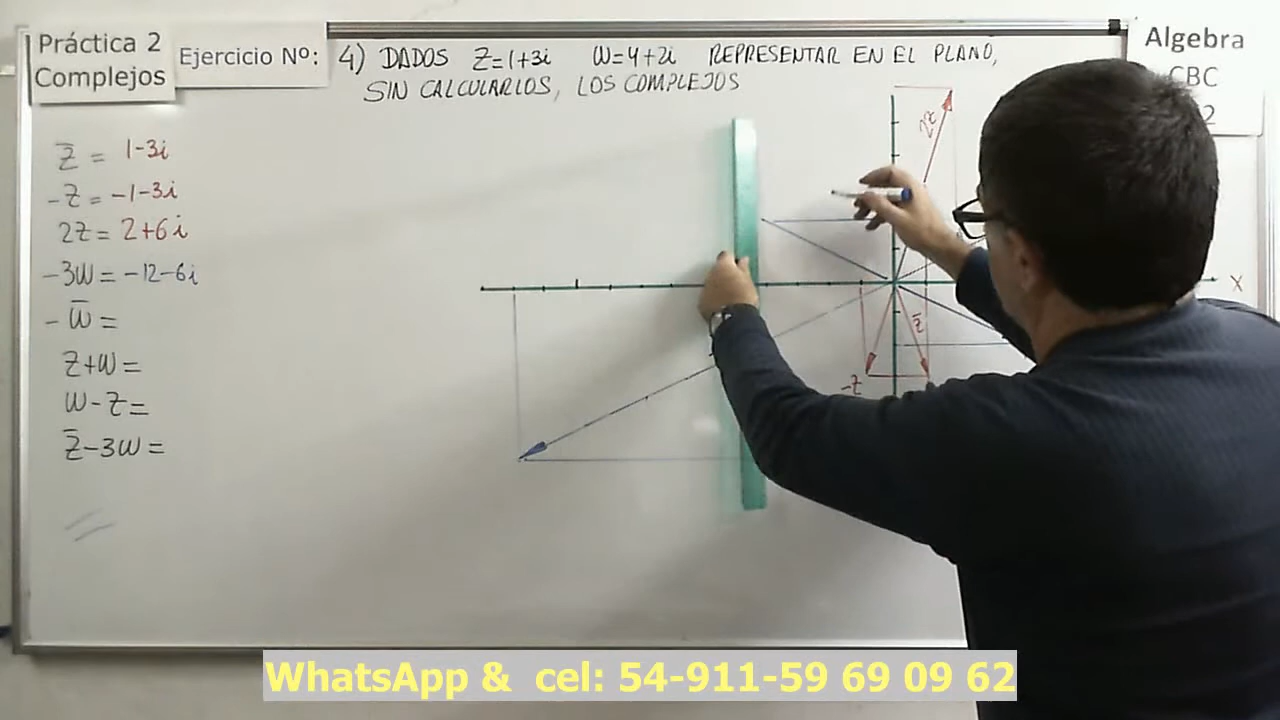 Práctica 2
Complejos
Ejercicio Nº:
4) DADOS Z=1+3i W=4+2i REPRESENTAR EN EL PLANO,
SIN CALCULARLOS, LOS COMPLEJOS
Algebra
CBC
2
z̅ = 1-3i
-Z = -1-3i
2Z = 2+6i
-3W = -12-6i
-w̅ =
Z+W =
W-Z =
z̅-3W =
2Z
X
z̅
-Z
WhatsApp & cel: 54-911-59 69 09 62